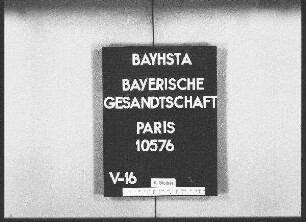 BAYHSTA
BAYERISCHE
GESANDTSCHAFT
PARIS
10576
V-16